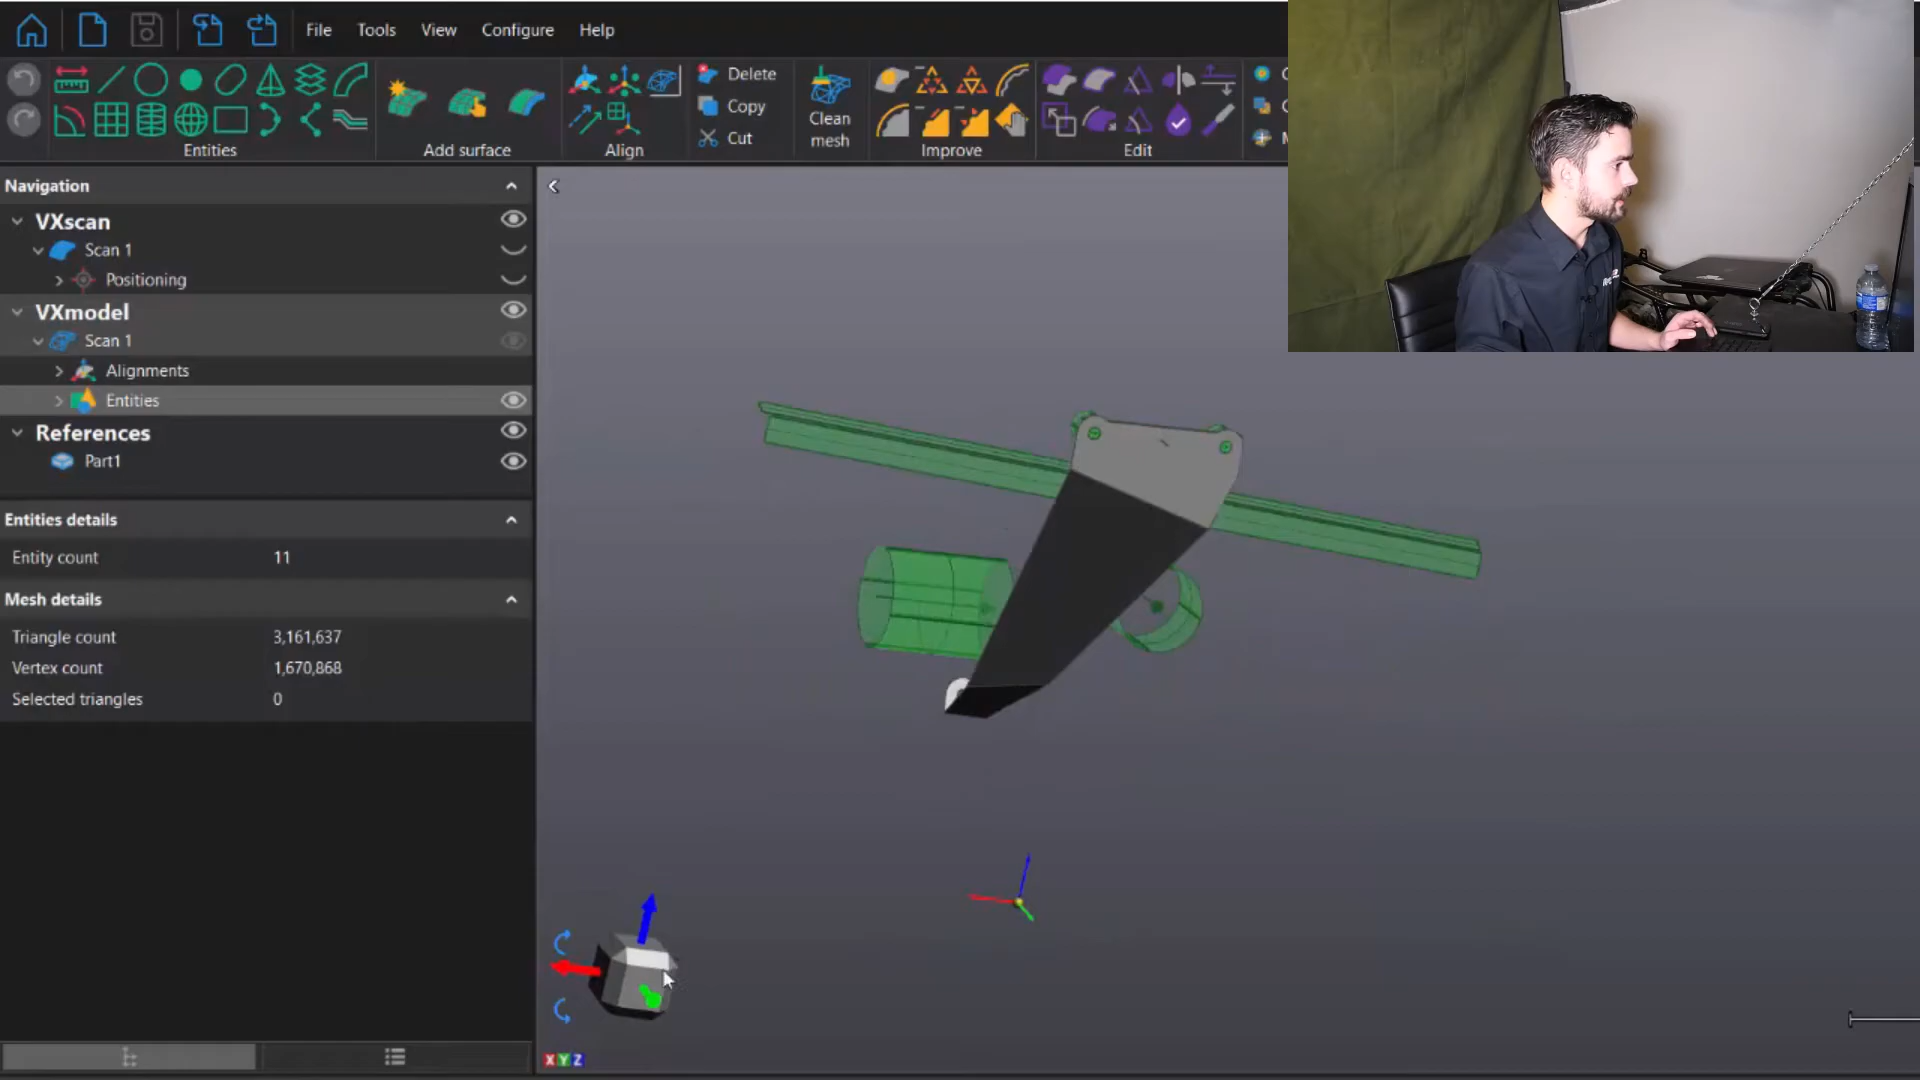 File Tools View Configure Help
Delete
Copy
Cut
Clean
mesh
Entities
Add surface
Align
Improve
Edit
Navigation
VXscan
Scan 1
Positioning
VXmodel
Scan 1
Alignments
Entities
References
Part1
Entities details
Entity count 11
Mesh details
Triangle count 3,161,637
Vertex count 1,670,868
Selected triangles 0
X Y Z